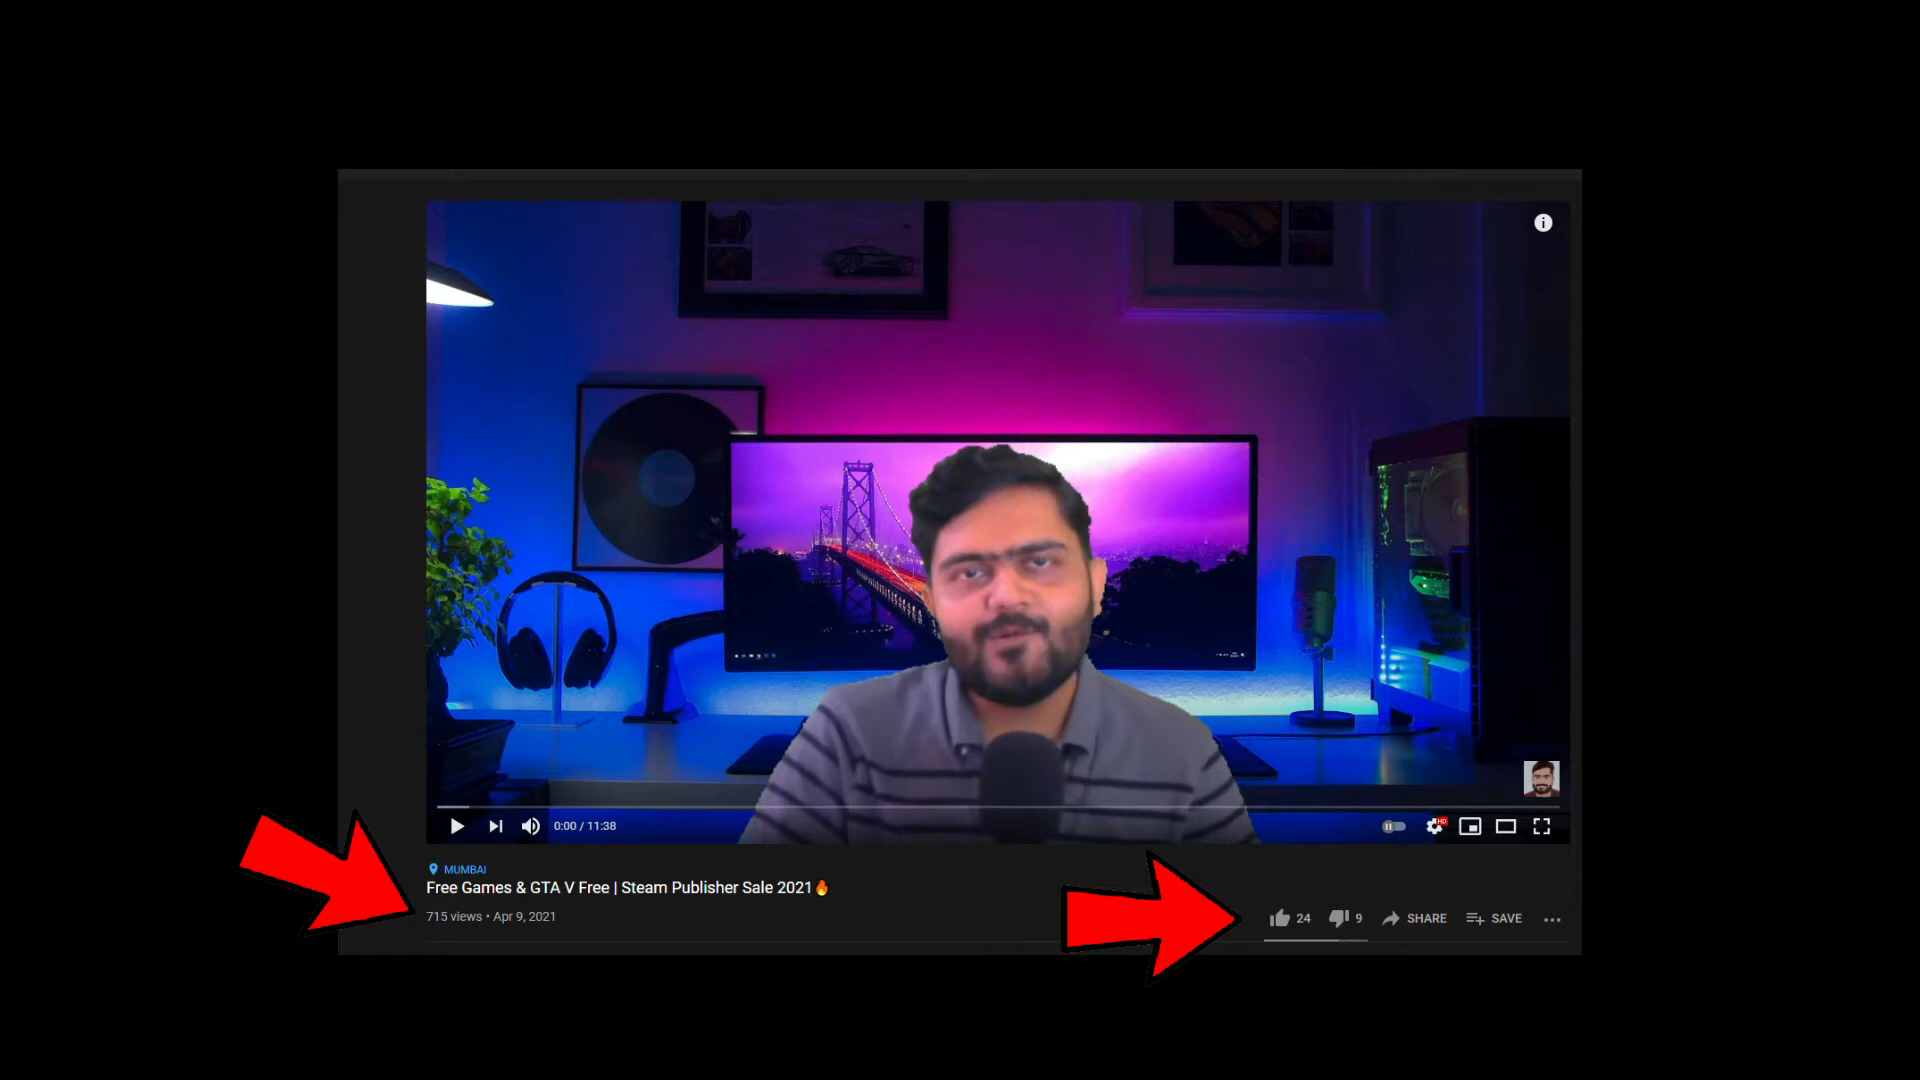 0:00 / 11:38
HD
MUMBAI
Free Games & GTA V Free | Steam Publisher Sale 2021🔥
715 views • Apr 9, 2021
24 9 SHARE SAVE